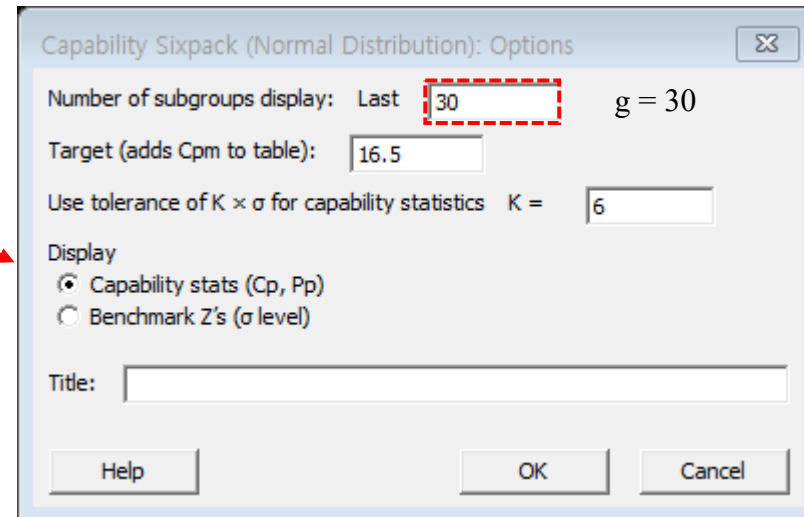 Capability Sixpack (Normal Distribution): Options
Number of subgroups display: Last 30 g = 30
Target (adds Cpm to table): 16.5
Use tolerance of K × σ for capability statistics K = 6
Display
Capability stats (Cp, Pp)
Benchmark Z's (σ level)
Title:
Help OK Cancel